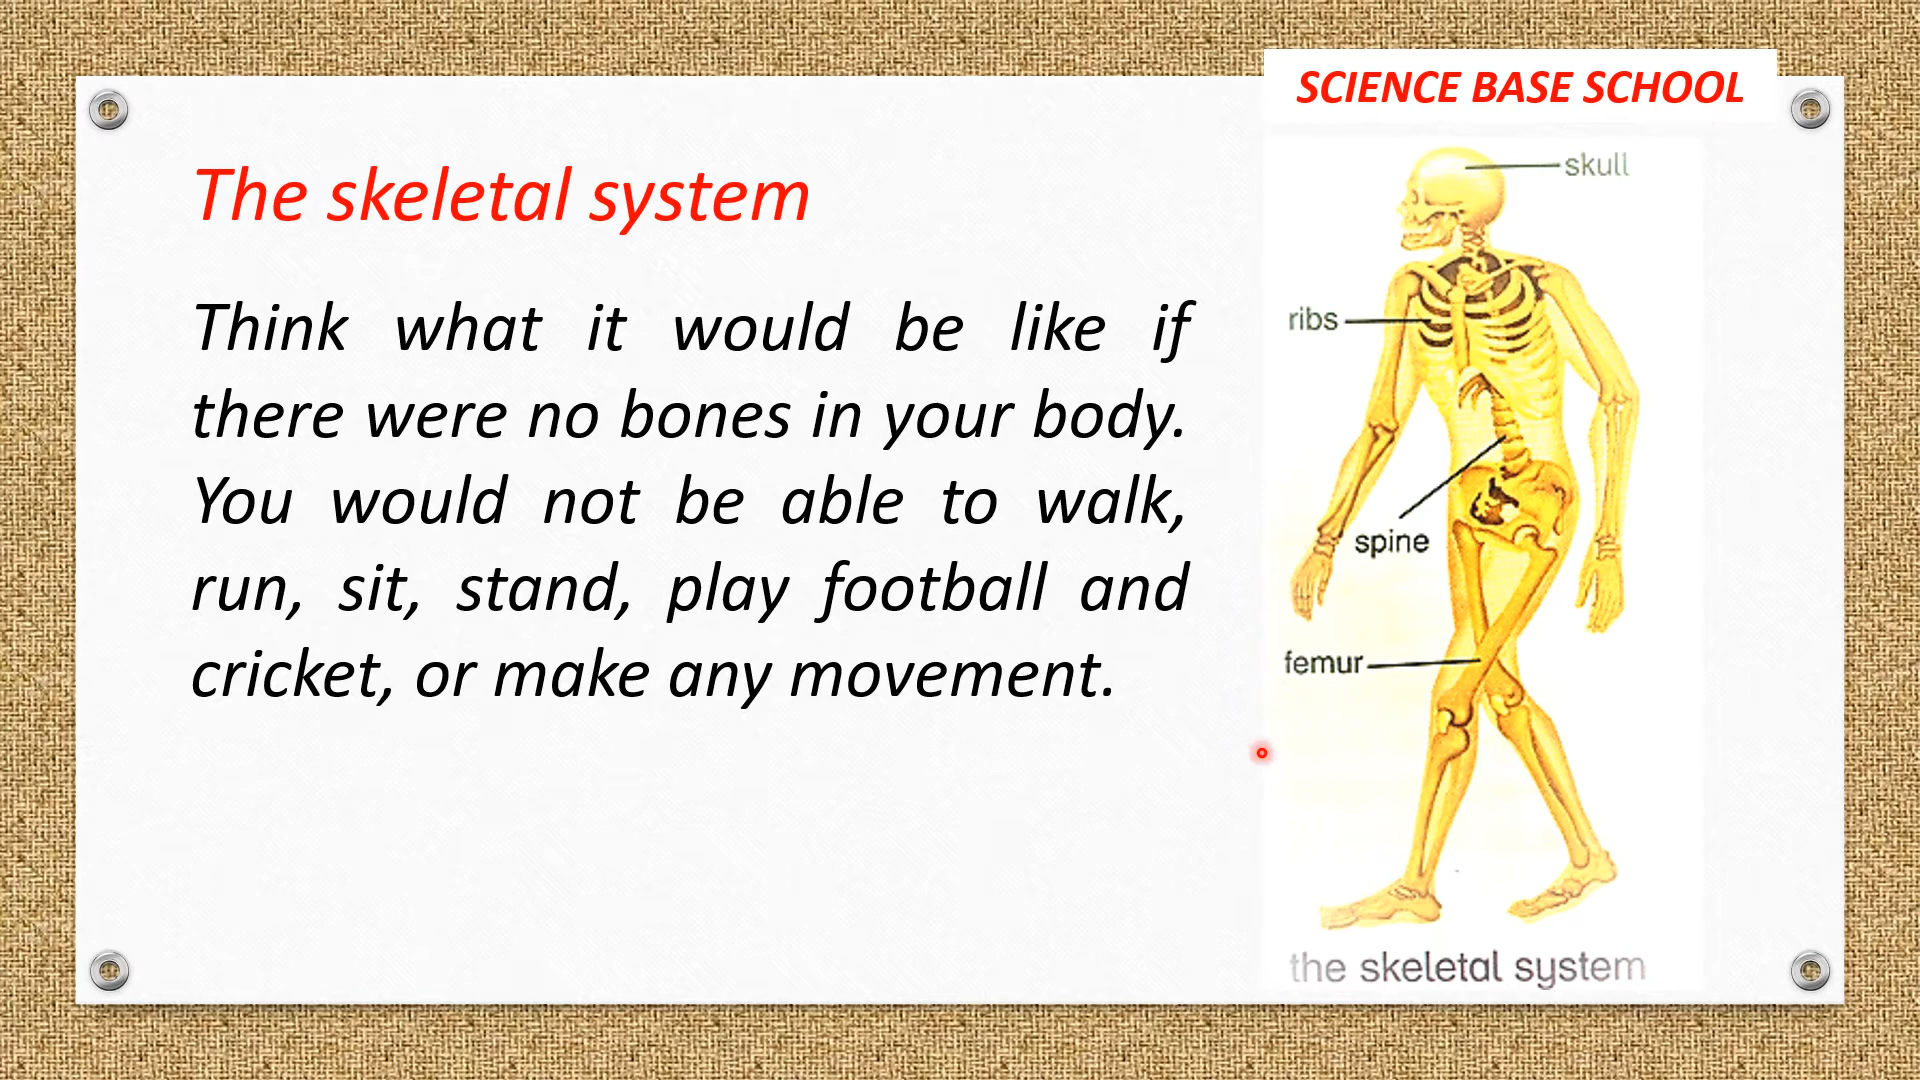 SCIENCE BASE SCHOOL
The skeletal system
Think what it would be like if
there were no bones in your body.
You would not be able to walk,
run, sit, stand, play football and
cricket, or make any movement.
skull
ribs
spine
femur
the skeletal system